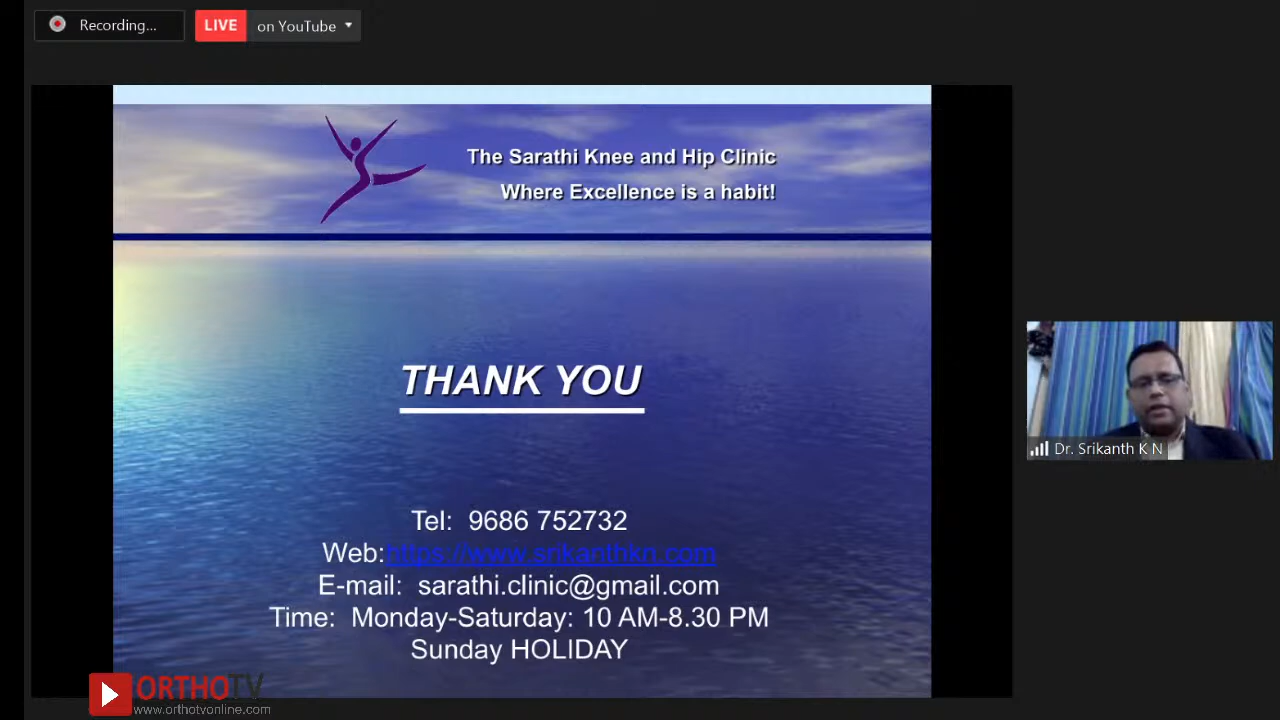 Recording...
LIVE on YouTube
The Sarathi Knee and Hip Clinic
Where Excellence is a habit!
THANK YOU
Tel: 9686 752732
Web:https://www.srikanthkn.com
E-mail: sarathi.clinic@gmail.com
Time: Monday-Saturday: 10 AM-8.30 PM
Sunday HOLIDAY
Dr. Srikanth K N
ORTHOTV
www.orthotvonline.com